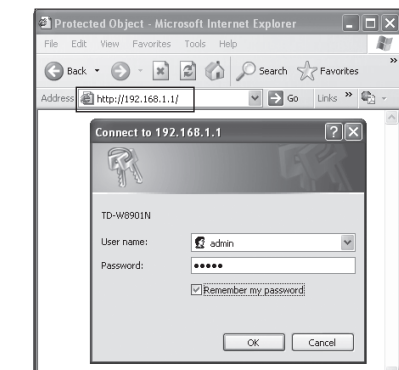 Protected Object - Microsoft Internet Explorer
File Edit View Favorites Tools Help
Back Search Favorites »
Address http://192.168.1.1/ Go Links »
Connect to 192.168.1.1
TD-W8901N
User name: admin
Password: •••••
Remember my password
OK Cancel